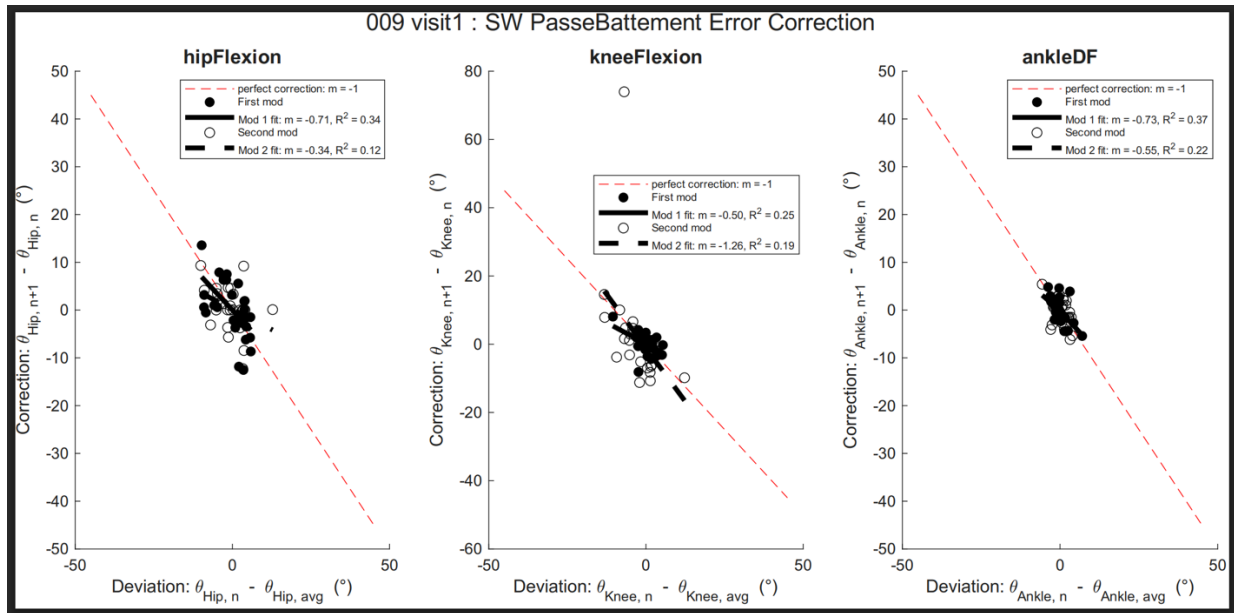 009 visit1 : SW PasseBattement Error Correction
hipFlexion
50
40
30
20
10
0
-10
-20
-30
-40
-50
-50
0
50
Correction: θHip, n+1 - θHip, n (°)
Deviation: θHip, n - θHip, avg (°)
perfect correction: m = -1
First mod
Mod 1 fit: m = -0.71, R² = 0.34
Second mod
Mod 2 fit: m = -0.34, R² = 0.12
kneeFlexion
80
60
40
20
0
-20
-40
-60
-50
0
50
Correction: θKnee, n+1 - θKnee, n (°)
Deviation: θKnee, n - θKnee, avg (°)
perfect correction: m = -1
First mod
Mod 1 fit: m = -0.50, R² = 0.25
Second mod
Mod 2 fit: m = -1.26, R² = 0.19
ankleDF
50
40
30
20
10
0
-10
-20
-30
-40
-50
-50
0
50
Correction: θAnkle, n+1 - θAnkle, n (°)
Deviation: θAnkle, n - θAnkle, avg (°)
perfect correction: m = -1
First mod
Mod 1 fit: m = -0.73, R² = 0.37
Second mod
Mod 2 fit: m = -0.55, R² = 0.22